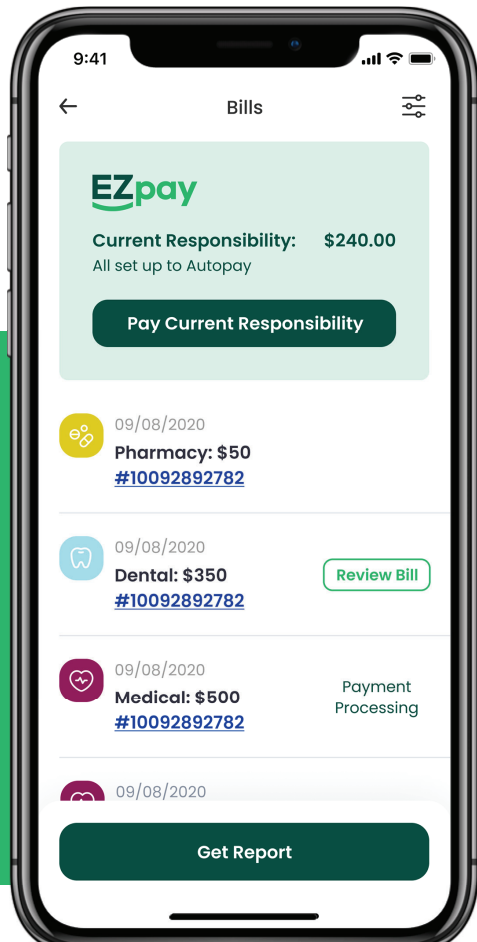 9:41
Bills
EZpay
Current Responsibility: $240.00
All set up to Autopay
Pay Current Responsibility
09/08/2020
Pharmacy: $50
#10092892782
09/08/2020
Dental: $350
#10092892782
Review Bill
09/08/2020
Medical: $500
#10092892782
Payment
Processing
09/08/2020
Get Report